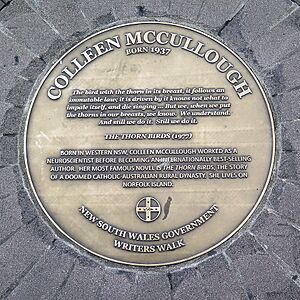 COLLEEN MCCULLOUGH
BORN 1937
The bird with the thorn in its breast, it follows an
immutable law; it is driven by it knows not what to
impale itself, and die singing ... But we, when we put
the thorns in our breasts, we know. We understand.
And still we do it. Still we do it.
THE THORN BIRDS (1977)
BORN IN WESTERN NSW, COLLEEN MCCULLOUGH WORKED AS A
NEUROSCIENTIST BEFORE BECOMING AN INTERNATIONALLY BEST-SELLING
AUTHOR. HER MOST FAMOUS NOVEL IS THE THORN BIRDS, THE STORY
OF A DOOMED CATHOLIC-AUSTRALIAN RURAL DYNASTY. SHE LIVES ON
NORFOLK ISLAND.
NEW SOUTH WALES GOVERNMENT
WRITERS WALK